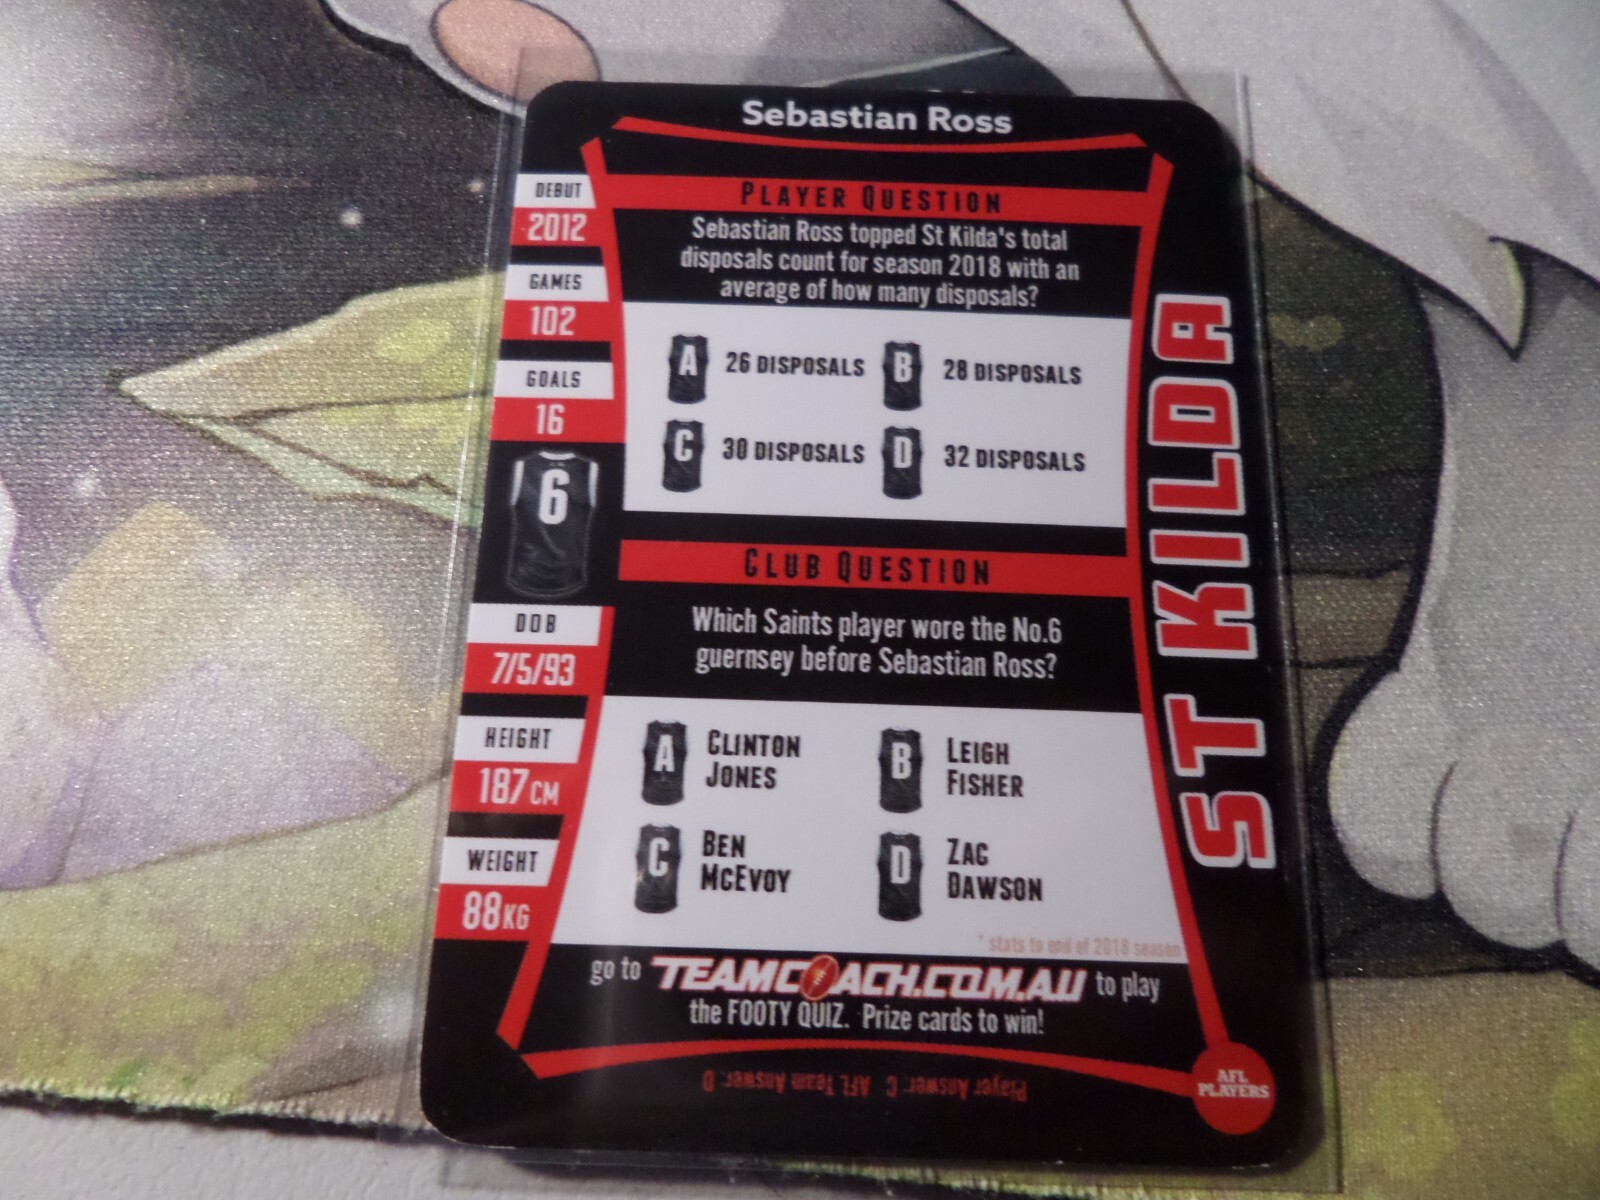 Sebastian Ross
DEBUT
2012
GAMES
102
GOALS
16
6
DOB
7/5/93
HEIGHT
187CM
WEIGHT
88KG
PLAYER QUESTION
Sebastian Ross topped St Kilda's total
disposals count for season 2018 with an
average of how many disposals?
A 26 DISPOSALS B 28 DISPOSALS
C 30 DISPOSALS D 32 DISPOSALS
CLUB QUESTION
Which Saints player wore the No.6
guernsey before Sebastian Ross?
A CLINTON
JONES
B LEIGH
FISHER
C BEN
McEVOY
D ZAC
DAWSON
* stats to end of 2018 season
go to TEAMCOACH.COM.AU to play
the FOOTY QUIZ. Prize cards to win!
Player Answer: C AFL Team Answer: D
ST KILDA
AFL
PLAYERS